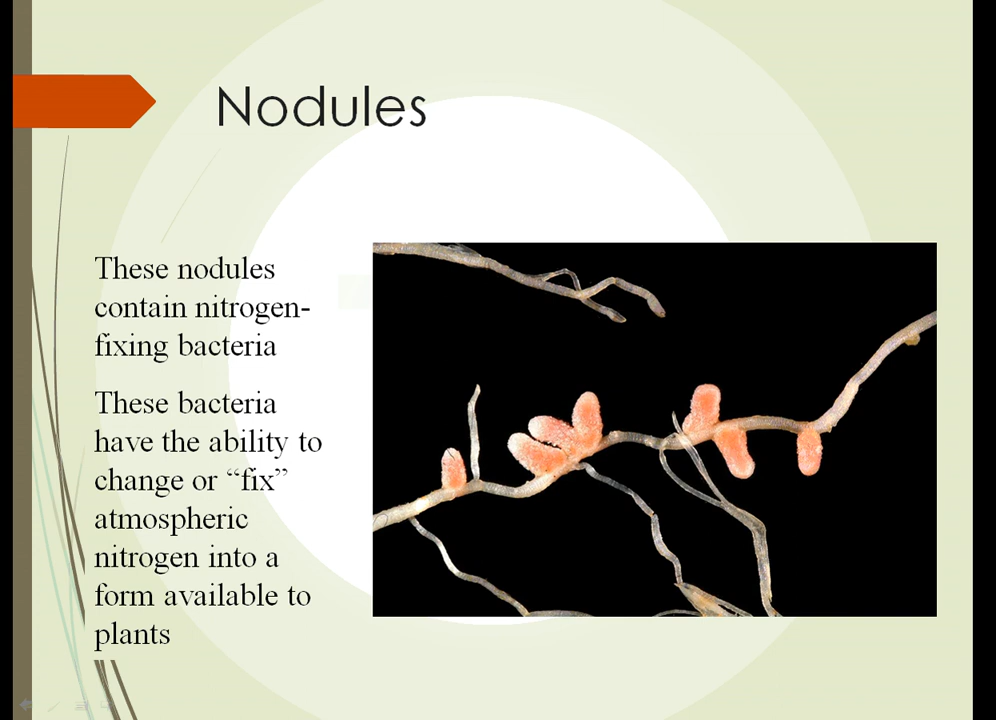 Nodules
These nodules
contain nitrogen-
fixing bacteria
These bacteria
have the ability to
change or “fix”
atmospheric
nitrogen into a
form available to
plants